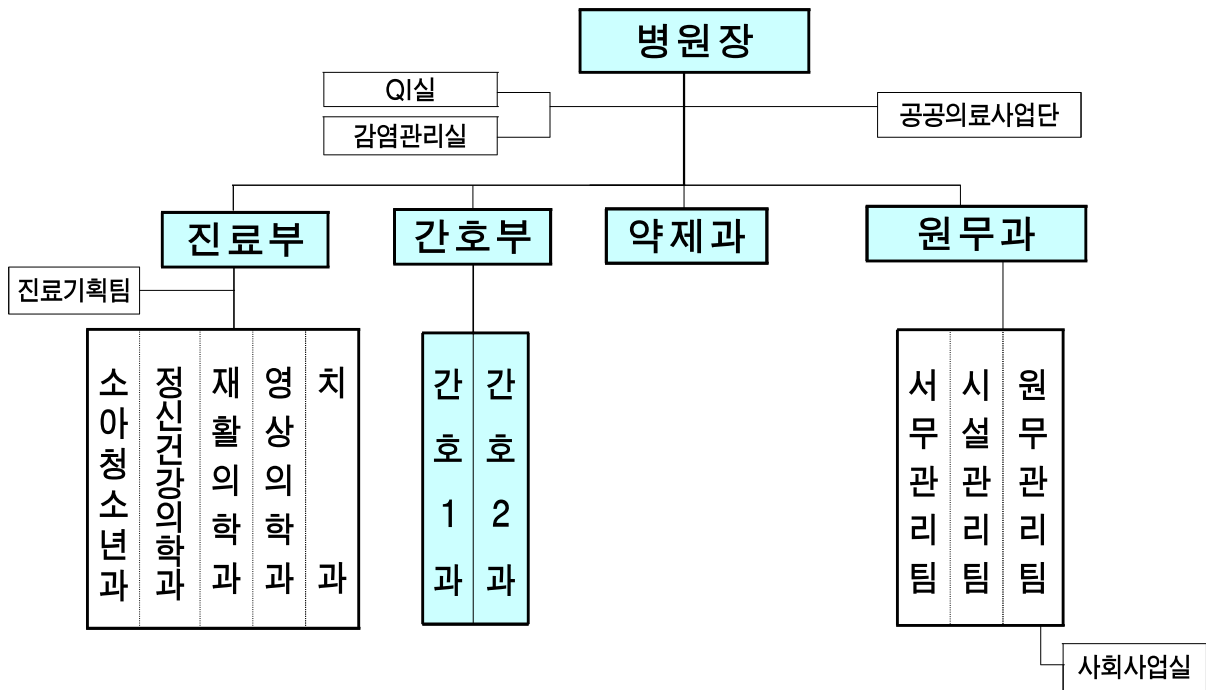 병원장
QI실
감염관리실
공공의료사업단
진료부
간호부
약제과
원무과
진료기획팀
소아청소년과
정신건강의학과
재활의학과
영상의학과
치과
간호1과
간호2과
서무관리팀
시설관리팀
원무관리팀
사회사업실